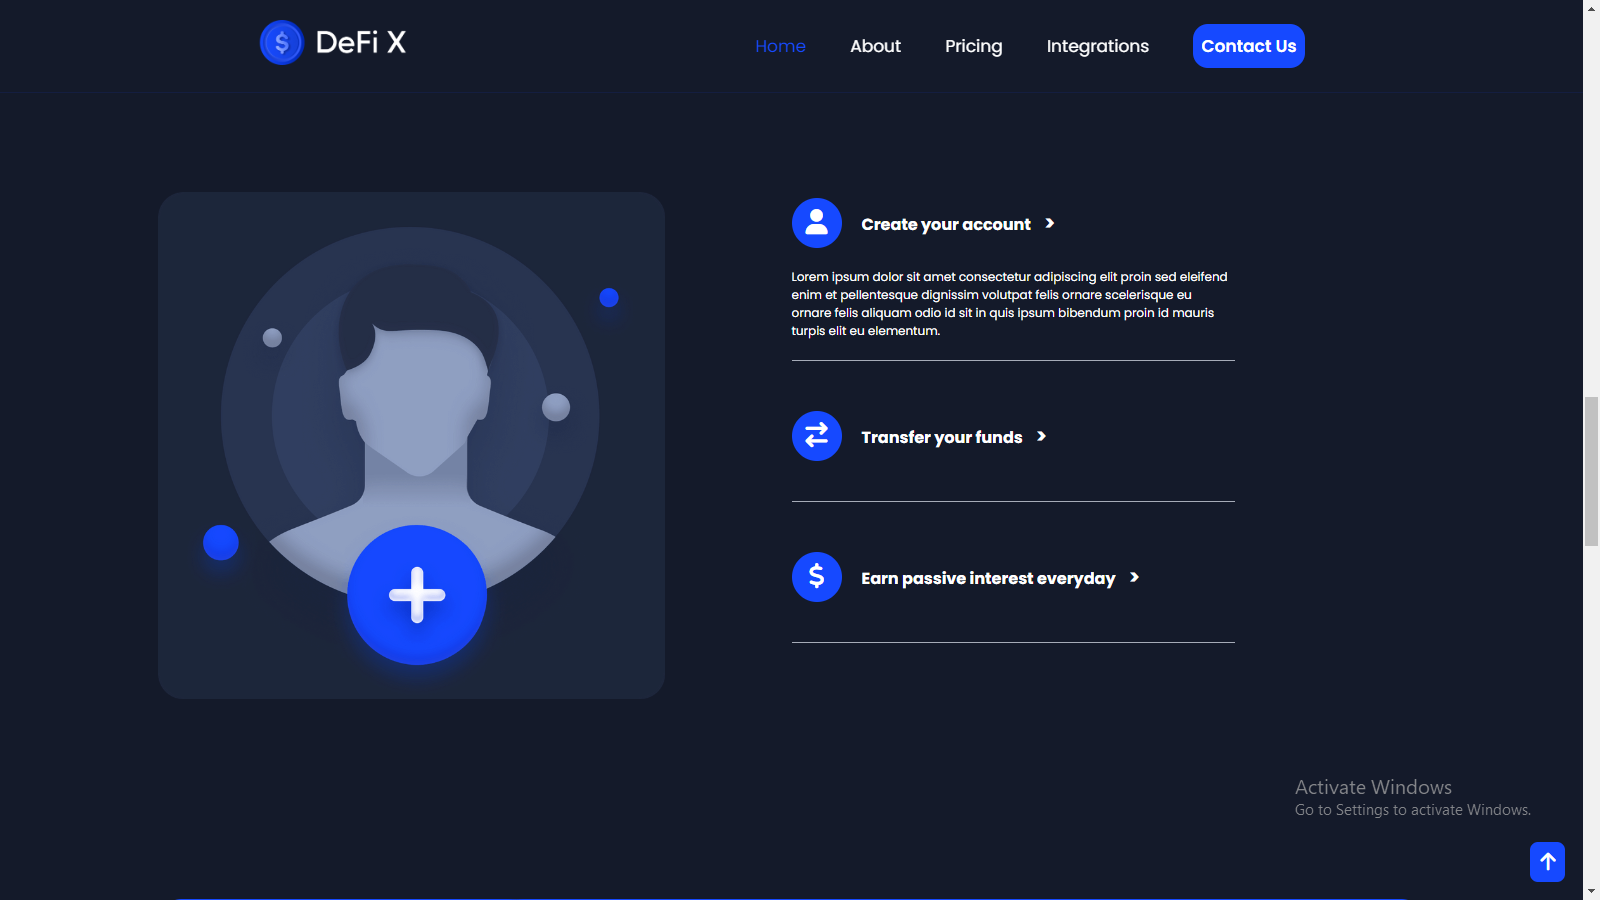 DeFi X
Home
About
Pricing
Integrations
Contact Us
Create your account
Lorem ipsum dolor sit amet consectetur adipiscing elit proin sed eleifend
enim et pellentesque dignissim volutpat felis ornare scelerisque eu
ornare felis aliquam odio id sit in quis ipsum bibendum proin id mauris
turpis elit eu elementum.
Transfer your funds
Earn passive interest everyday
Activate Windows
Go to Settings to activate Windows.